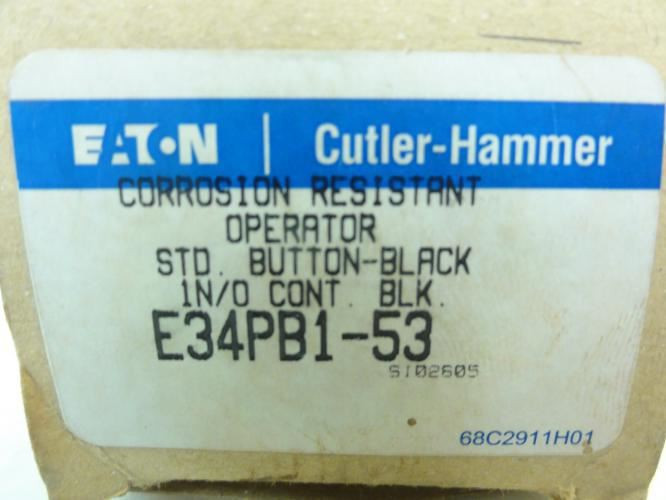 EATON | Cutler-Hammer
CORROSION RESISTANT
OPERATOR
STD. BUTTON-BLACK
1N/O CONT. BLK.
E34PB1-53
SI02605
68C2911H01